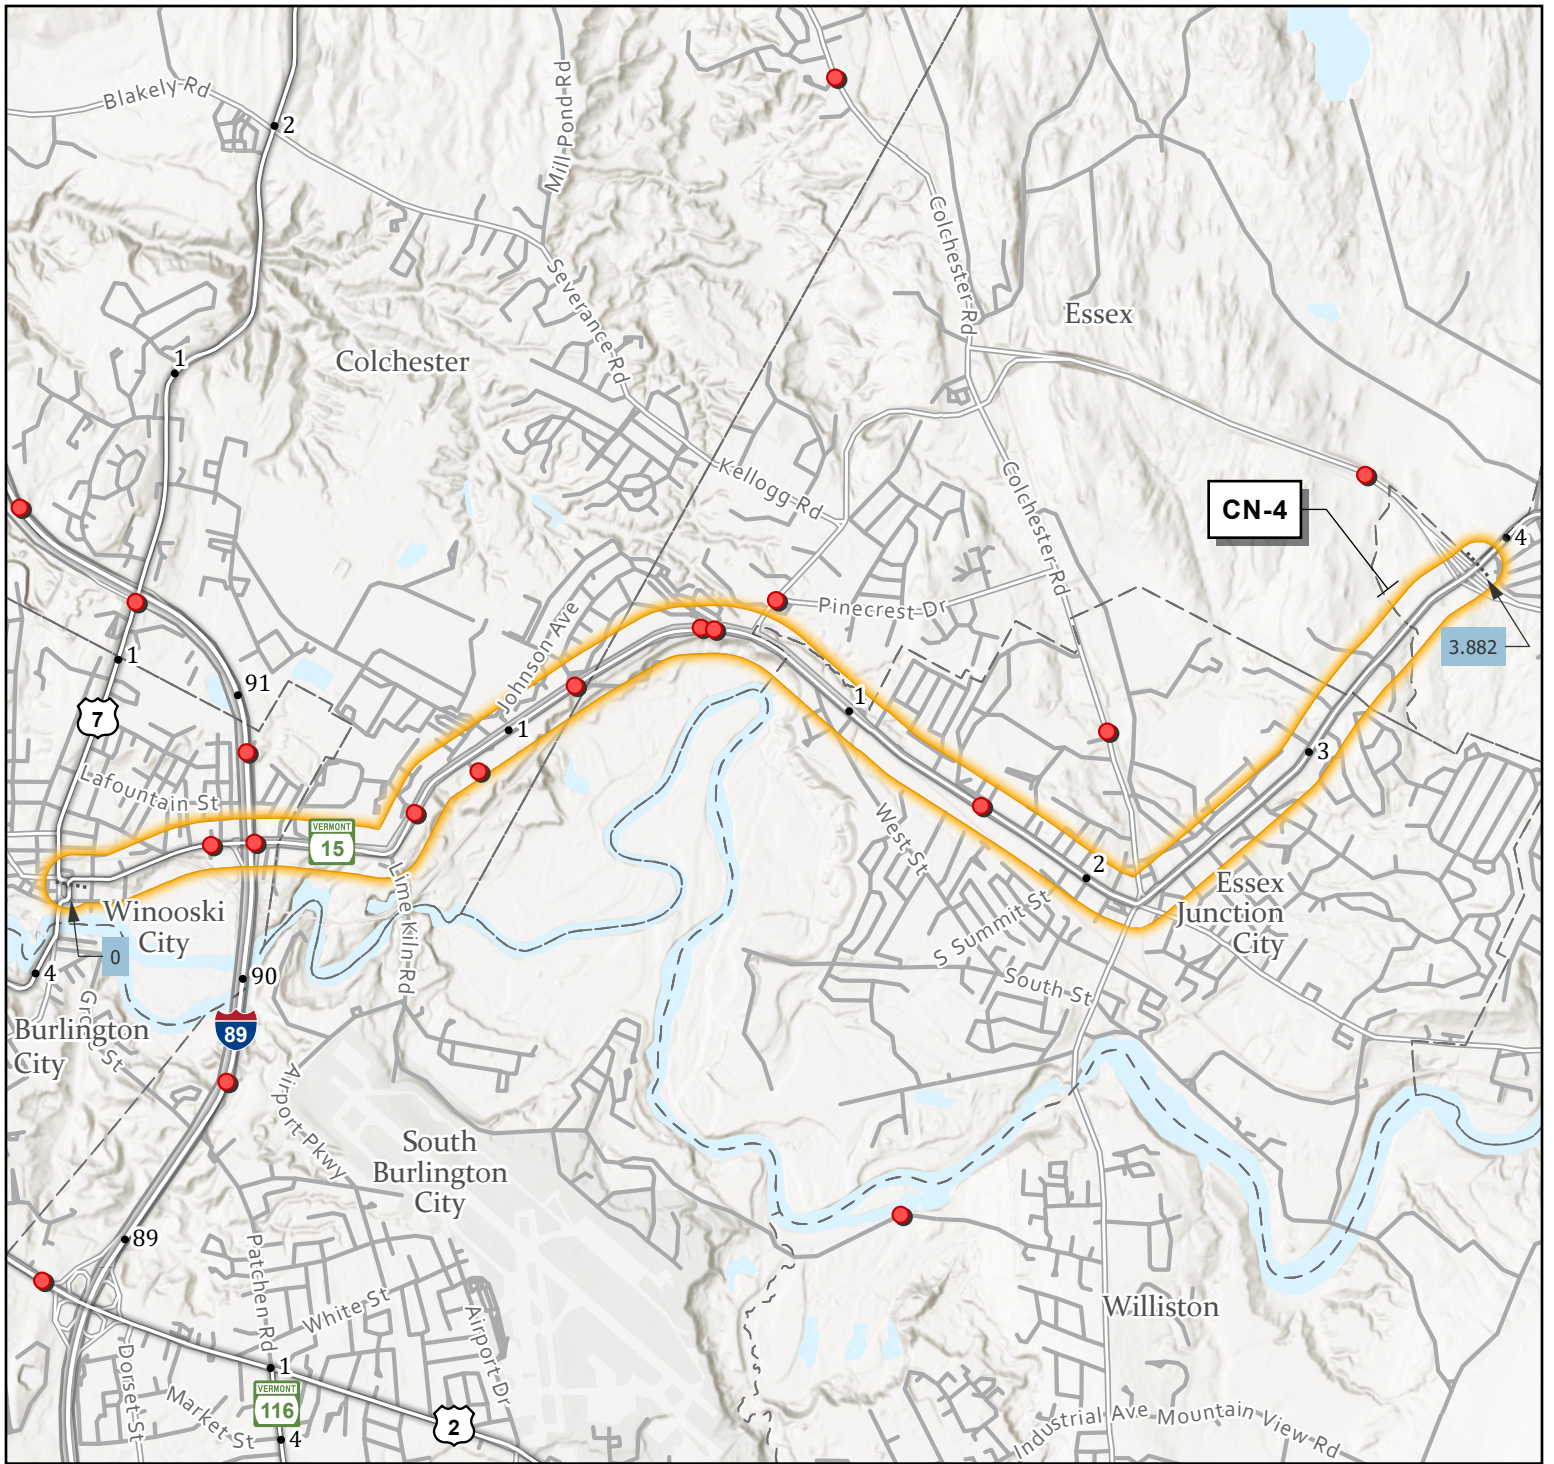 Blakely Rd
2
Mill Pond Rd
Colchester Rd
Severance Rd
Essex
1
Colchester
Kellogg Rd
Colchester Rd
CN-4
4
3.882
Johnson Ave
Pinecrest Dr
1
91
7
1
1
3
Lafountain St
VERMONT
15
West St
2
Lime Kiln Rd
Essex
Junction
City
Winooski
City
0
S Summit St
4
90
South St
Grove St
Burlington
City
89
Airport Pkwy
South
Burlington
City
89
Patchen Rd
White St
Airport Dr
Williston
Dorset St
1
Market St
VERMONT
116
4
2
Industrial Ave
Mountain View Rd